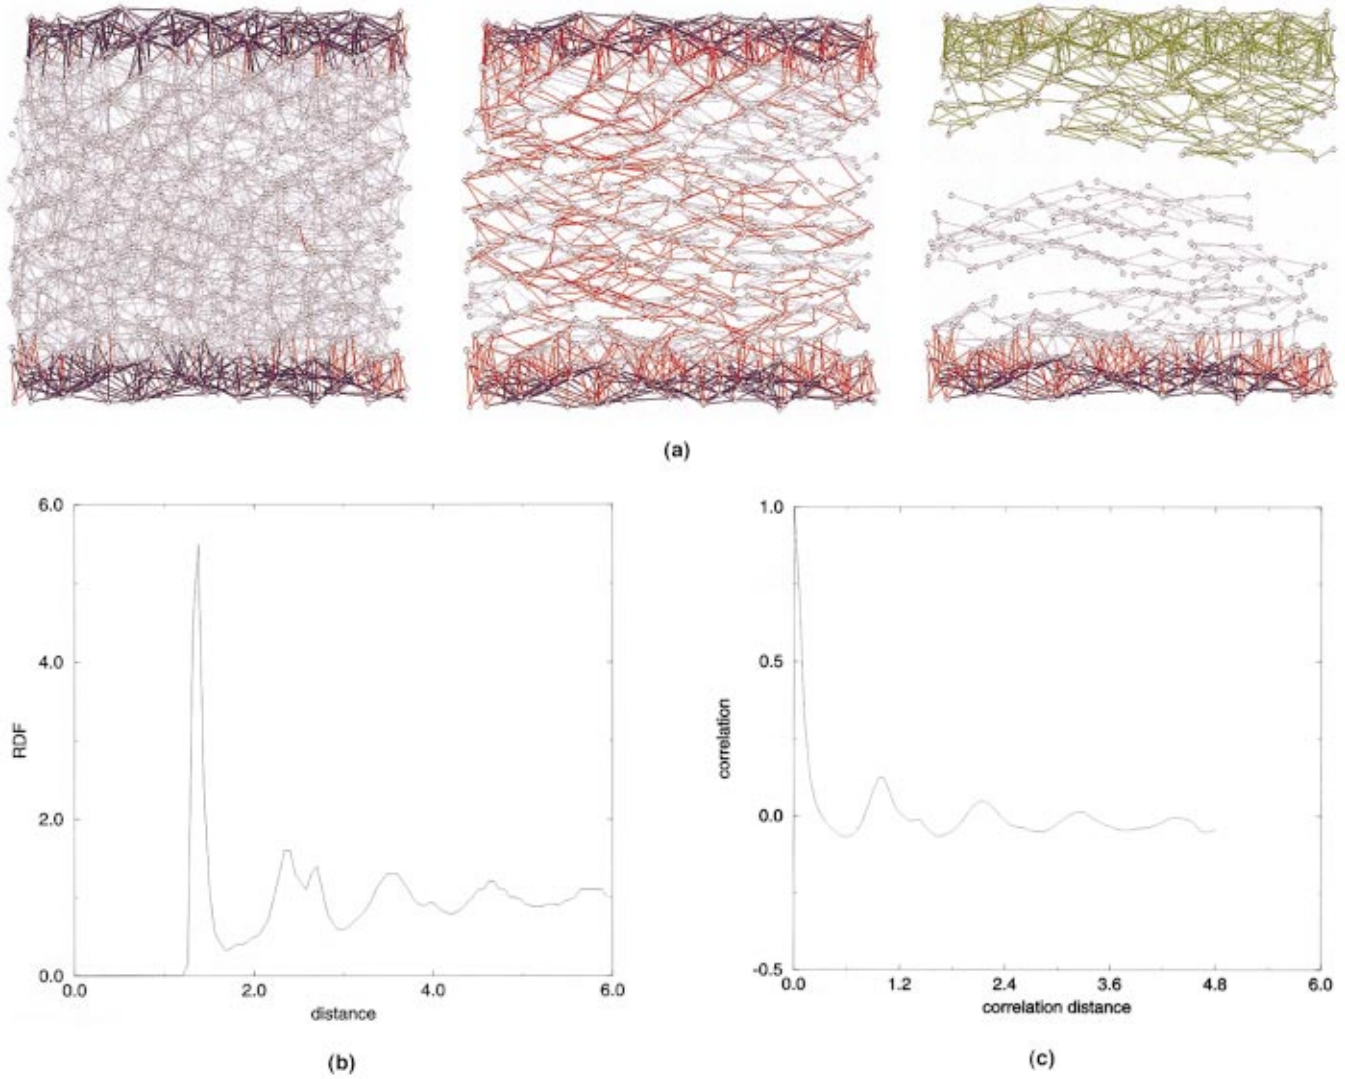 (a)
6.0
4.0
2.0
0.0
0.0 2.0 4.0 6.0
RDF
distance
(b)
1.0
0.5
0.0
-0.5
0.0 1.2 2.4 3.6 4.8 6.0
correlation
correlation distance
(c)